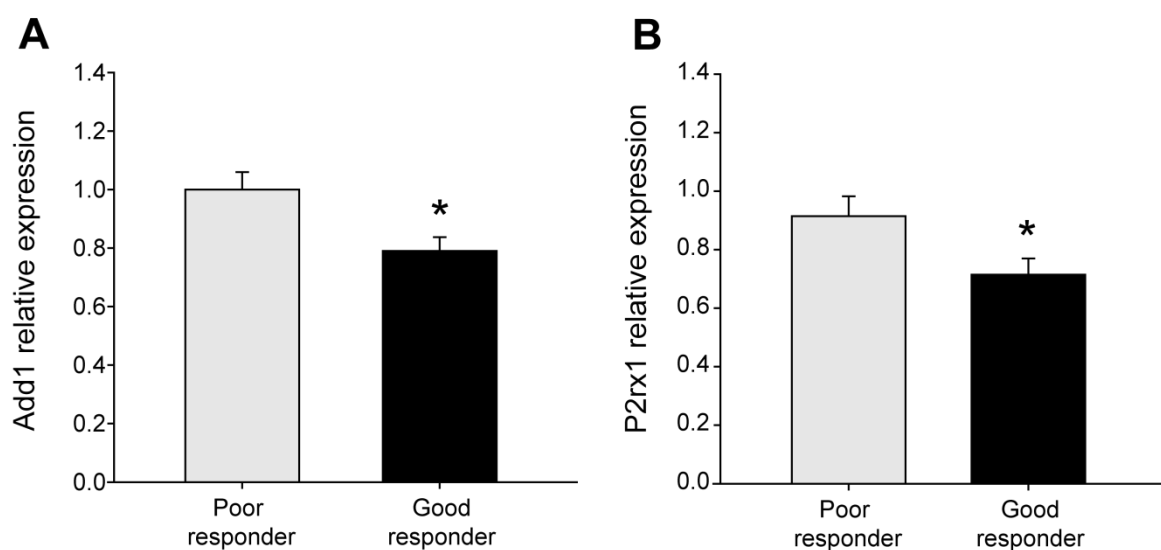 A
Add1 relative expression
1.4
1.2
1.0
0.8
0.6
0.4
0.2
0.0
*
Poor
responder
Good
responder
B
P2rx1 relative expression
1.4
1.2
1.0
0.8
0.6
0.4
0.2
0.0
*
Poor
responder
Good
responder